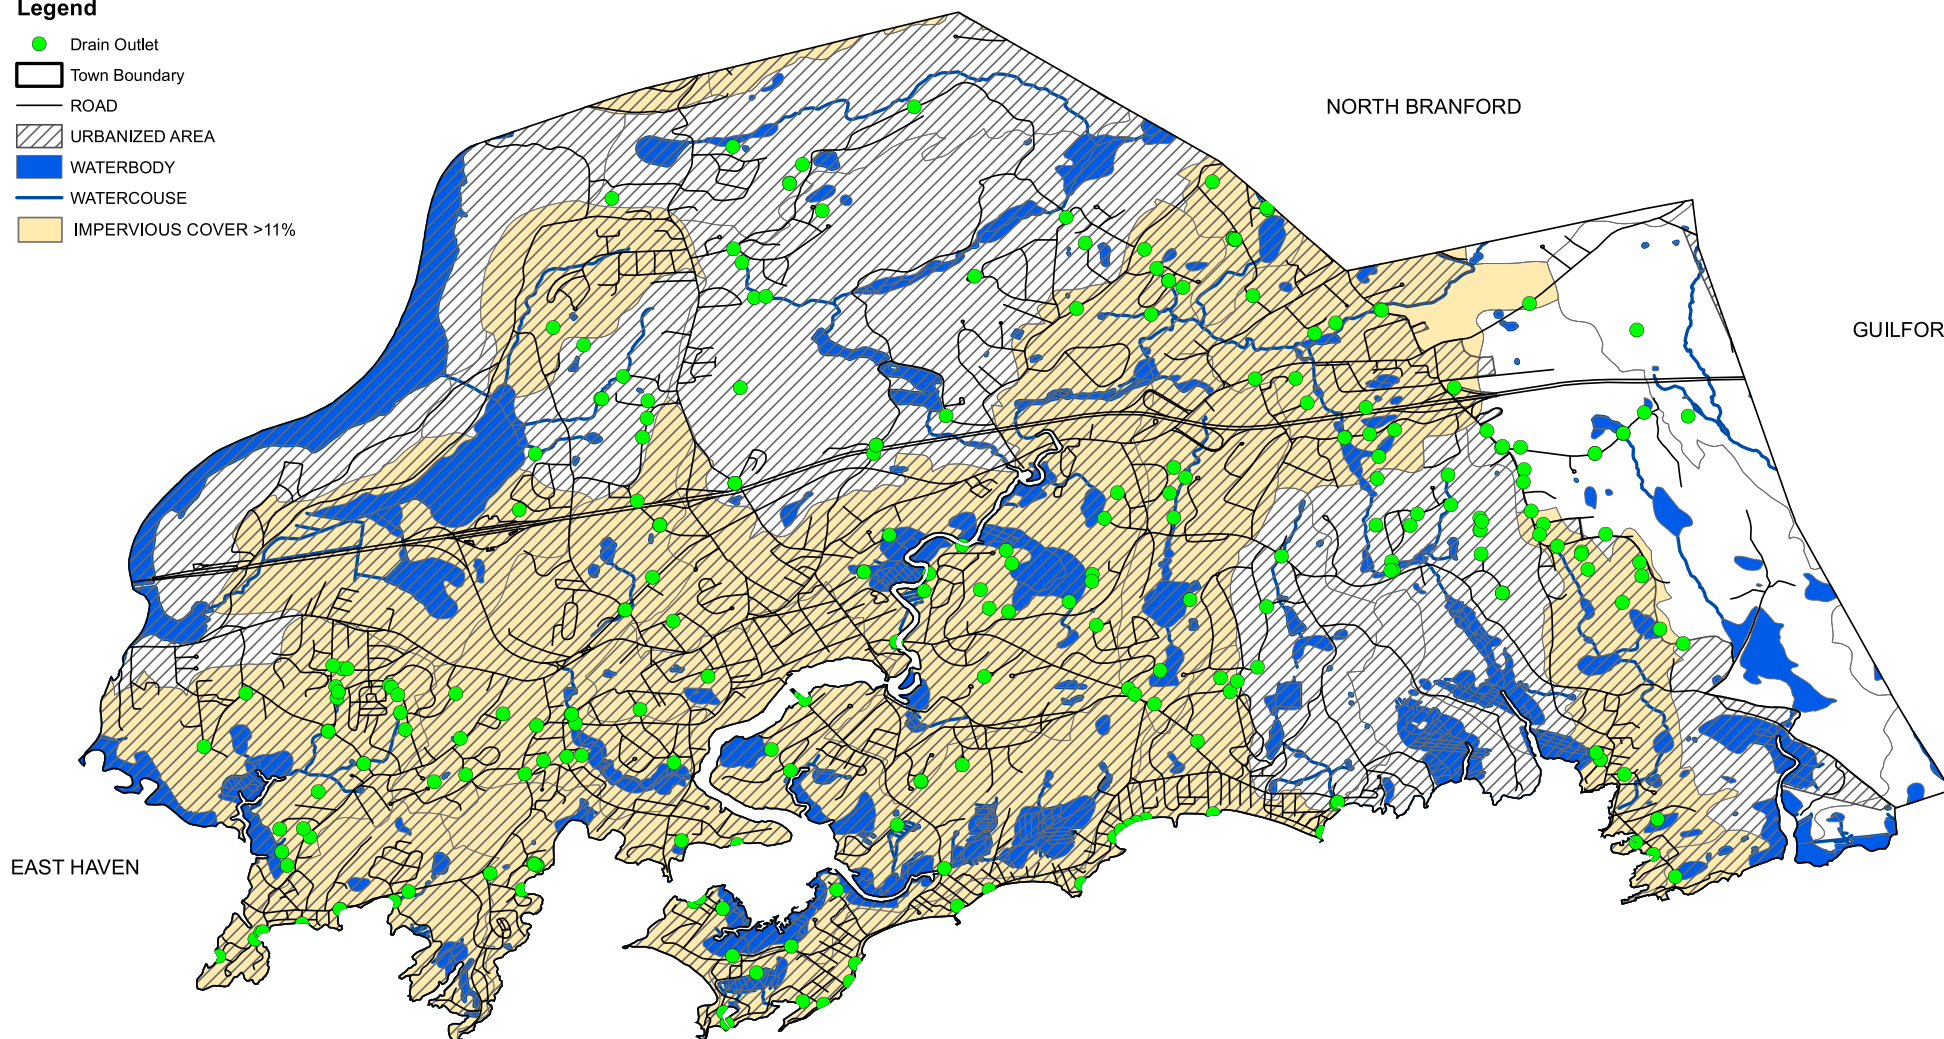 Legend
Drain Outlet
Town Boundary
ROAD
URBANIZED AREA
WATERBODY
WATERCOUSE
IMPERVIOUS COVER >11%
NORTH BRANFORD
GUILFOR
EAST HAVEN